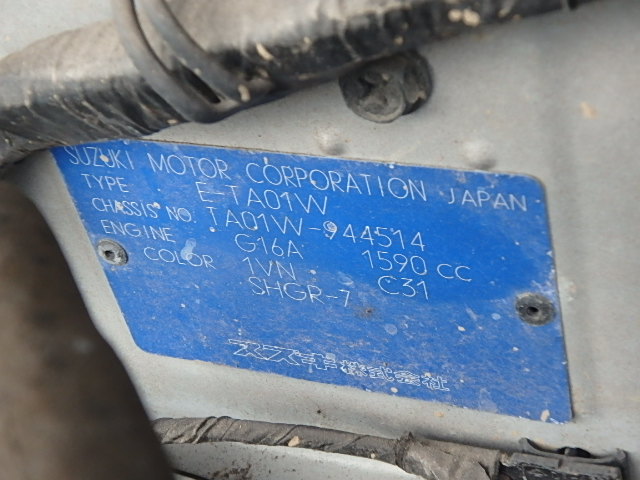 SUZUKI MOTOR CORPORATION JAPAN
TYPE E-TA01W
CHASSIS NO. TA01W-944514
ENGINE G16A 1590 CC
COLOR 1VN C31
SHGR-7
スズキ株式会社